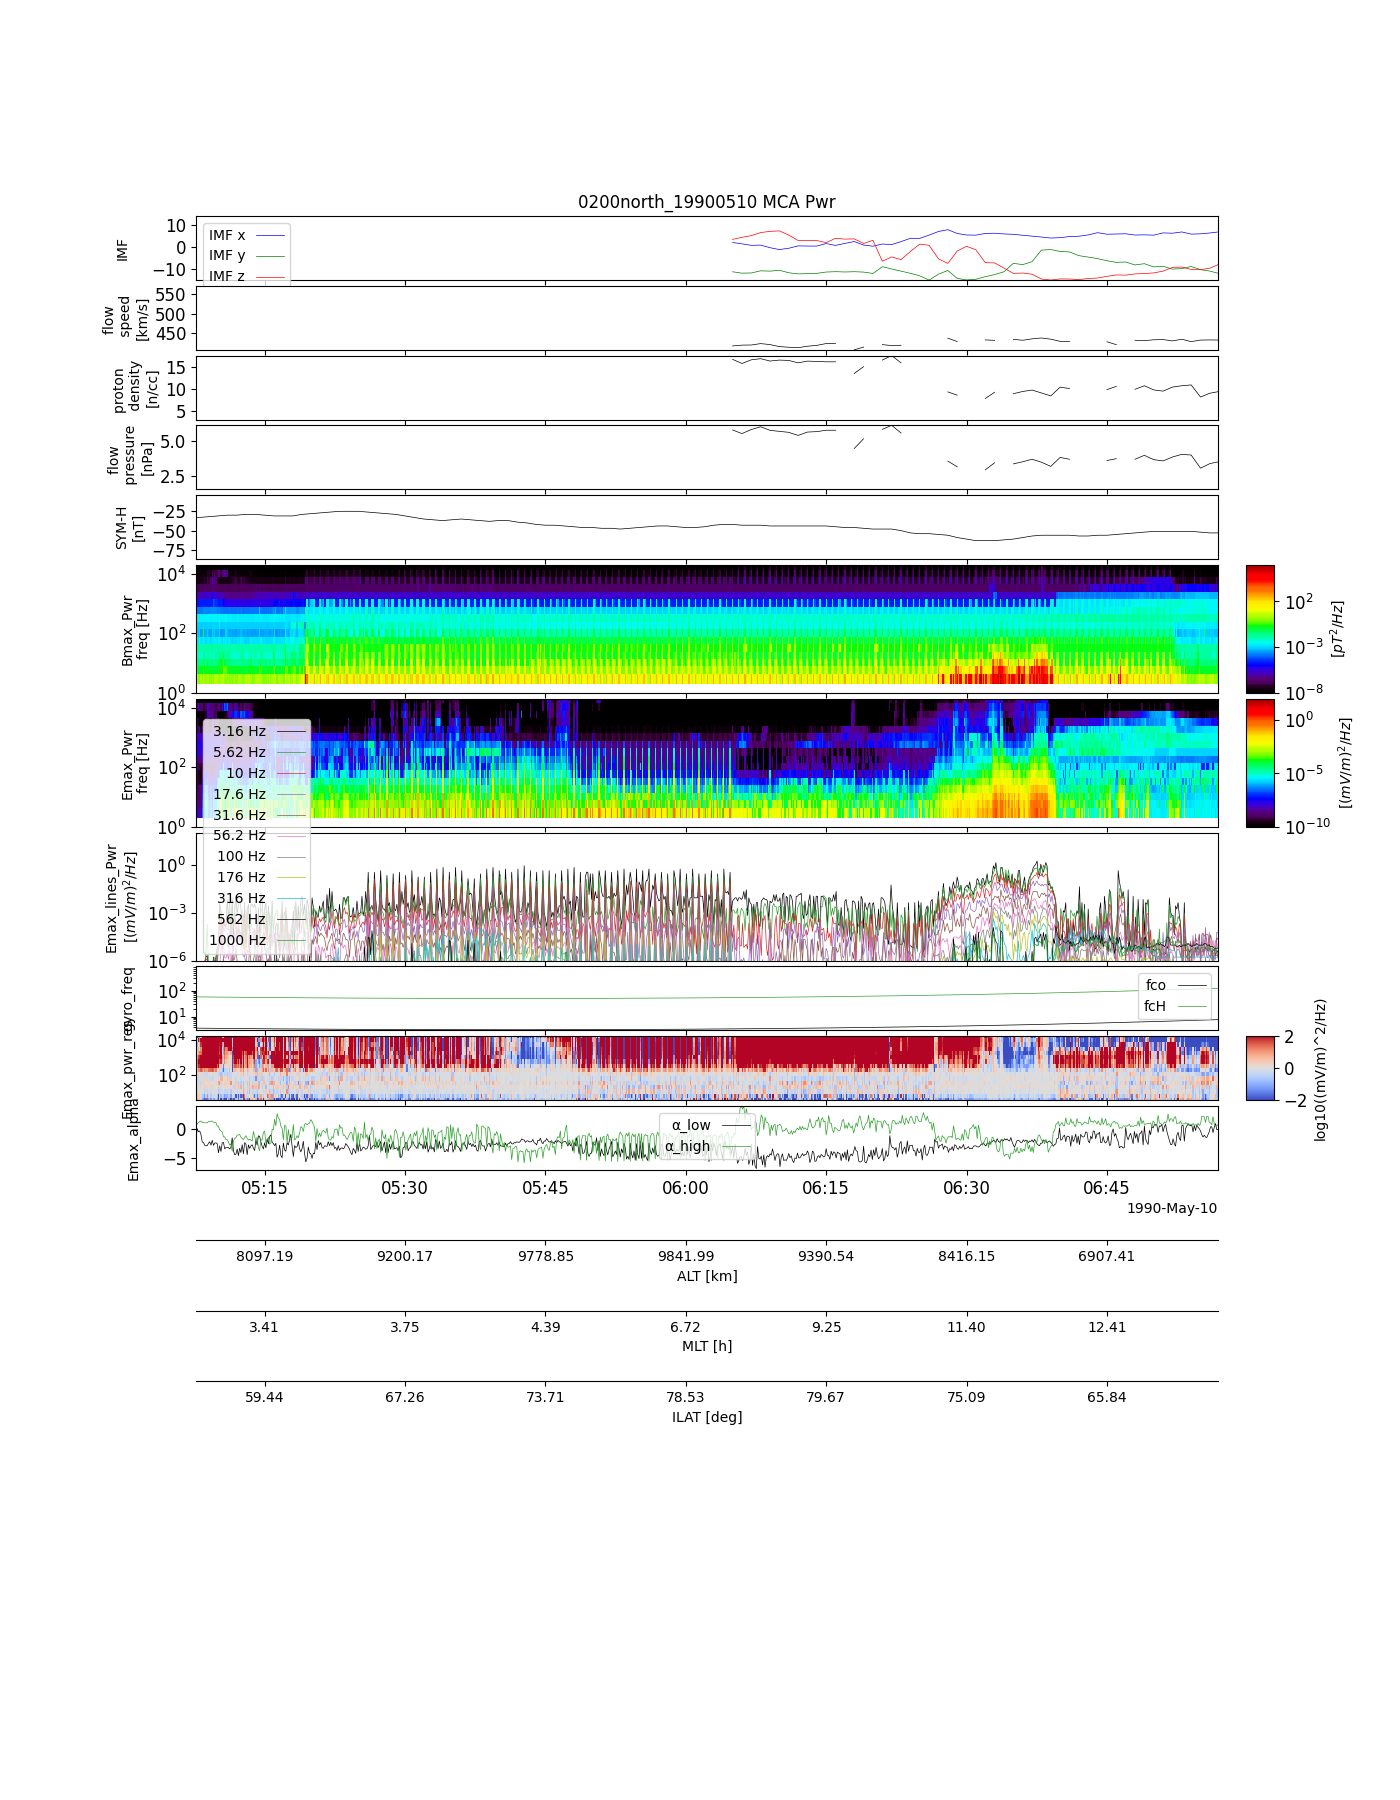 0200north_19900510 MCA Pwr
IMF
10
0
−10
IMF x
IMF y
IMF z
flow
speed
[km/s]
550
500
450
proton
density
[n/cc]
15
10
5
flow
pressure
[nPa]
5.0
2.5
SYM-H
[nT]
−25
−50
−75
Bmax_Pwr
freq [Hz]
10^4
10^2
10^0
10^2
10^−3
10^−8
[pT^2/Hz]
Emax_Pwr
freq [Hz]
10^4
10^2
10^0
10^0
10^−5
10^−10
[(mV/m)^2/Hz]
3.16 Hz
5.62 Hz
10 Hz
17.6 Hz
31.6 Hz
56.2 Hz
100 Hz
176 Hz
316 Hz
562 Hz
1000 Hz
Emax_lines_Pwr
[(mV/m)^2/Hz]
10^0
10^−3
10^−6
gyro_freq
10^2
10^1
fco
fcH
10^4
10^2
2
0
−2
log10((mV/m)^2/Hz)
Emax_alpha
0
−5
α_low
α_high
05:15 05:30 05:45 06:00 06:15 06:30 06:45
1990-May-10
8097.19 9200.17 9778.85 9841.99 9390.54 8416.15 6907.41
ALT [km]
3.41 3.75 4.39 6.72 9.25 11.40 12.41
MLT [h]
59.44 67.26 73.71 78.53 79.67 75.09 65.84
ILAT [deg]